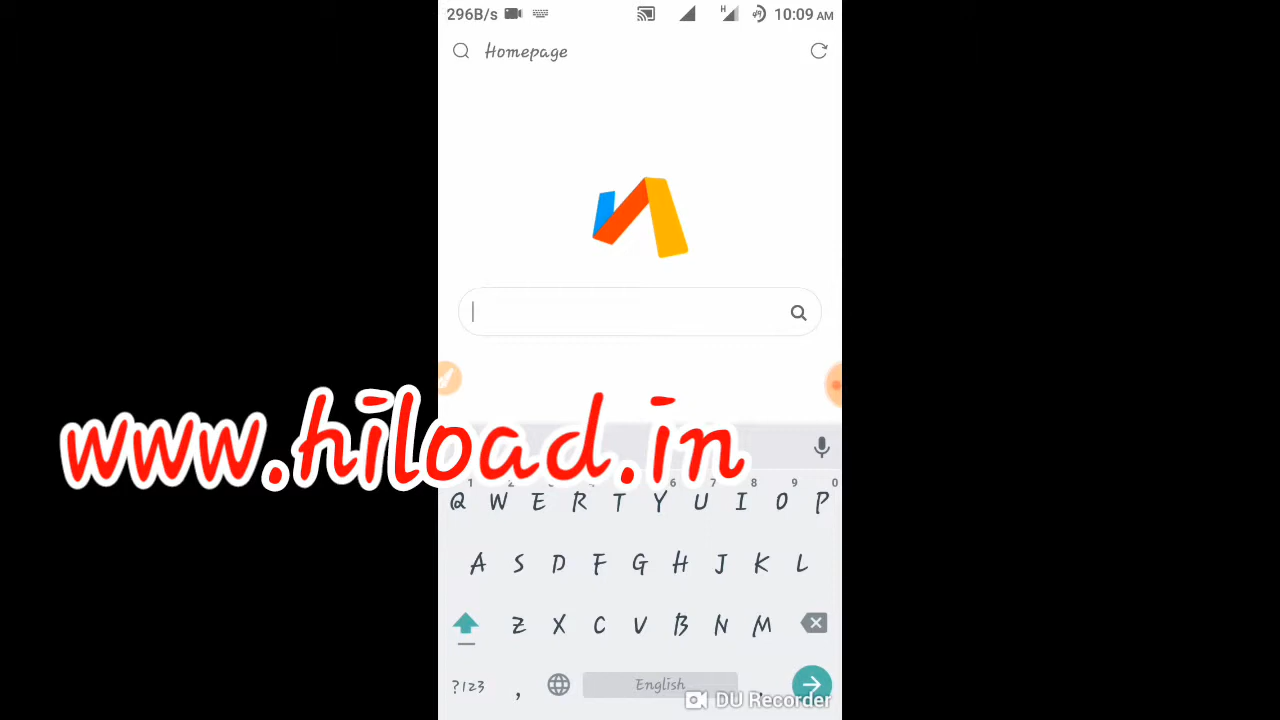 296B/s H 10:09 AM
Homepage
www.hiload.in
1 2 3 6 7 8 9 0
Q W E R T Y U I O P
A S D F G H J K L
Z X C V B N M
?123 , English .
DU Recorder